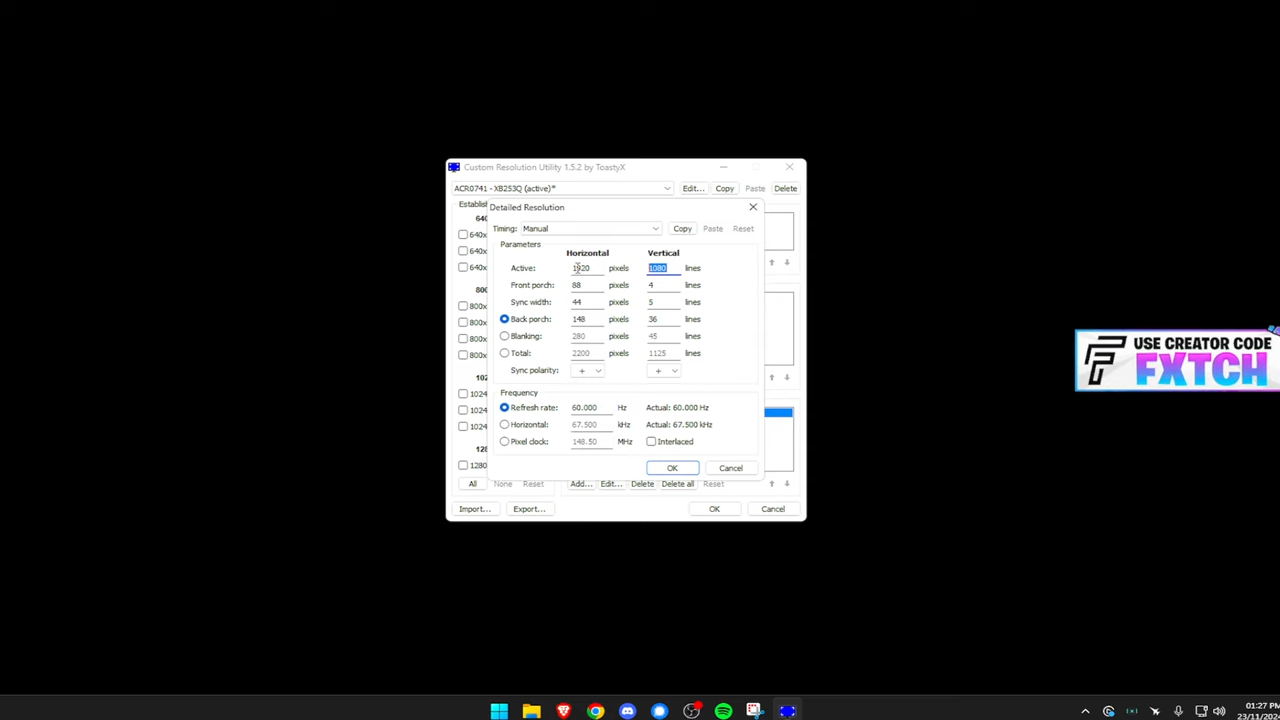 Custom Resolution Utility 1.5.2 by ToastyX
ACR0741 - XB253Q (active)* Edit... Copy Paste Delete
Detailed Resolution
Timing: Manual Copy Paste Reset
Parameters
Horizontal Vertical
Active: 1920 pixels 1080 lines
Front porch: 88 pixels 4 lines
Sync width: 44 pixels 5 lines
Back porch: 148 pixels 36 lines
Blanking: 280 pixels 45 lines
Total: 2200 pixels 1125 lines
Sync polarity: + +
Frequency
Refresh rate: 60.000 Hz Actual: 60.000 Hz
Horizontal: 67.500 kHz Actual: 67.500 kHz
Pixel clock: 148.50 MHz Interlaced
OK Cancel
All None Reset Add... Edit... Delete Delete all Reset
Import... Export... OK Cancel
USE CREATOR CODE
FXTCH
01:27 PM